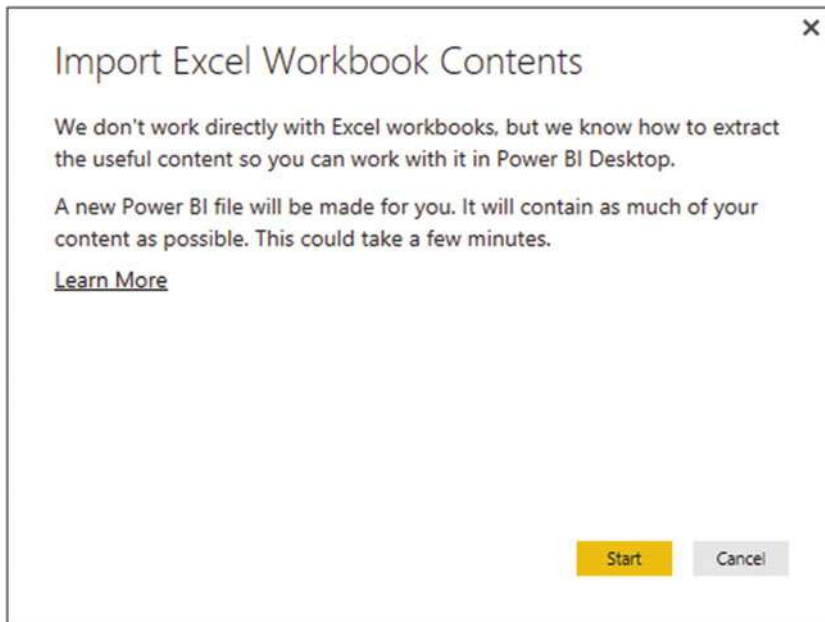 Import Excel Workbook Contents
We don't work directly with Excel workbooks, but we know how to extract
the useful content so you can work with it in Power BI Desktop.
A new Power BI file will be made for you. It will contain as much of your
content as possible. This could take a few minutes.
Learn More
Start Cancel